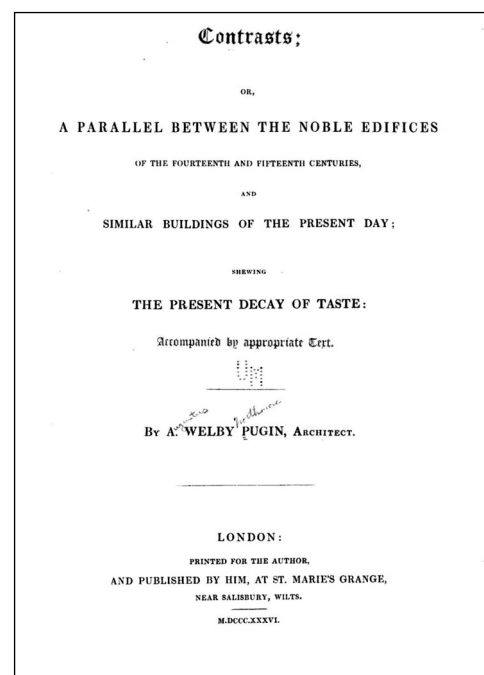 Contrasts;
OR,
A PARALLEL BETWEEN THE NOBLE EDIFICES
OF THE FOURTEENTH AND FIFTEENTH CENTURIES,
AND
SIMILAR BUILDINGS OF THE PRESENT DAY;
SHEWING
THE PRESENT DECAY OF TASTE:
Accompanied by appropriate Text.
UM
BY A. WELBY PUGIN, ARCHITECT.
LONDON:
PRINTED FOR THE AUTHOR,
AND PUBLISHED BY HIM, AT ST. MARIE'S GRANGE,
NEAR SALISBURY, WILTS.
M.DCCC.XXXVI.